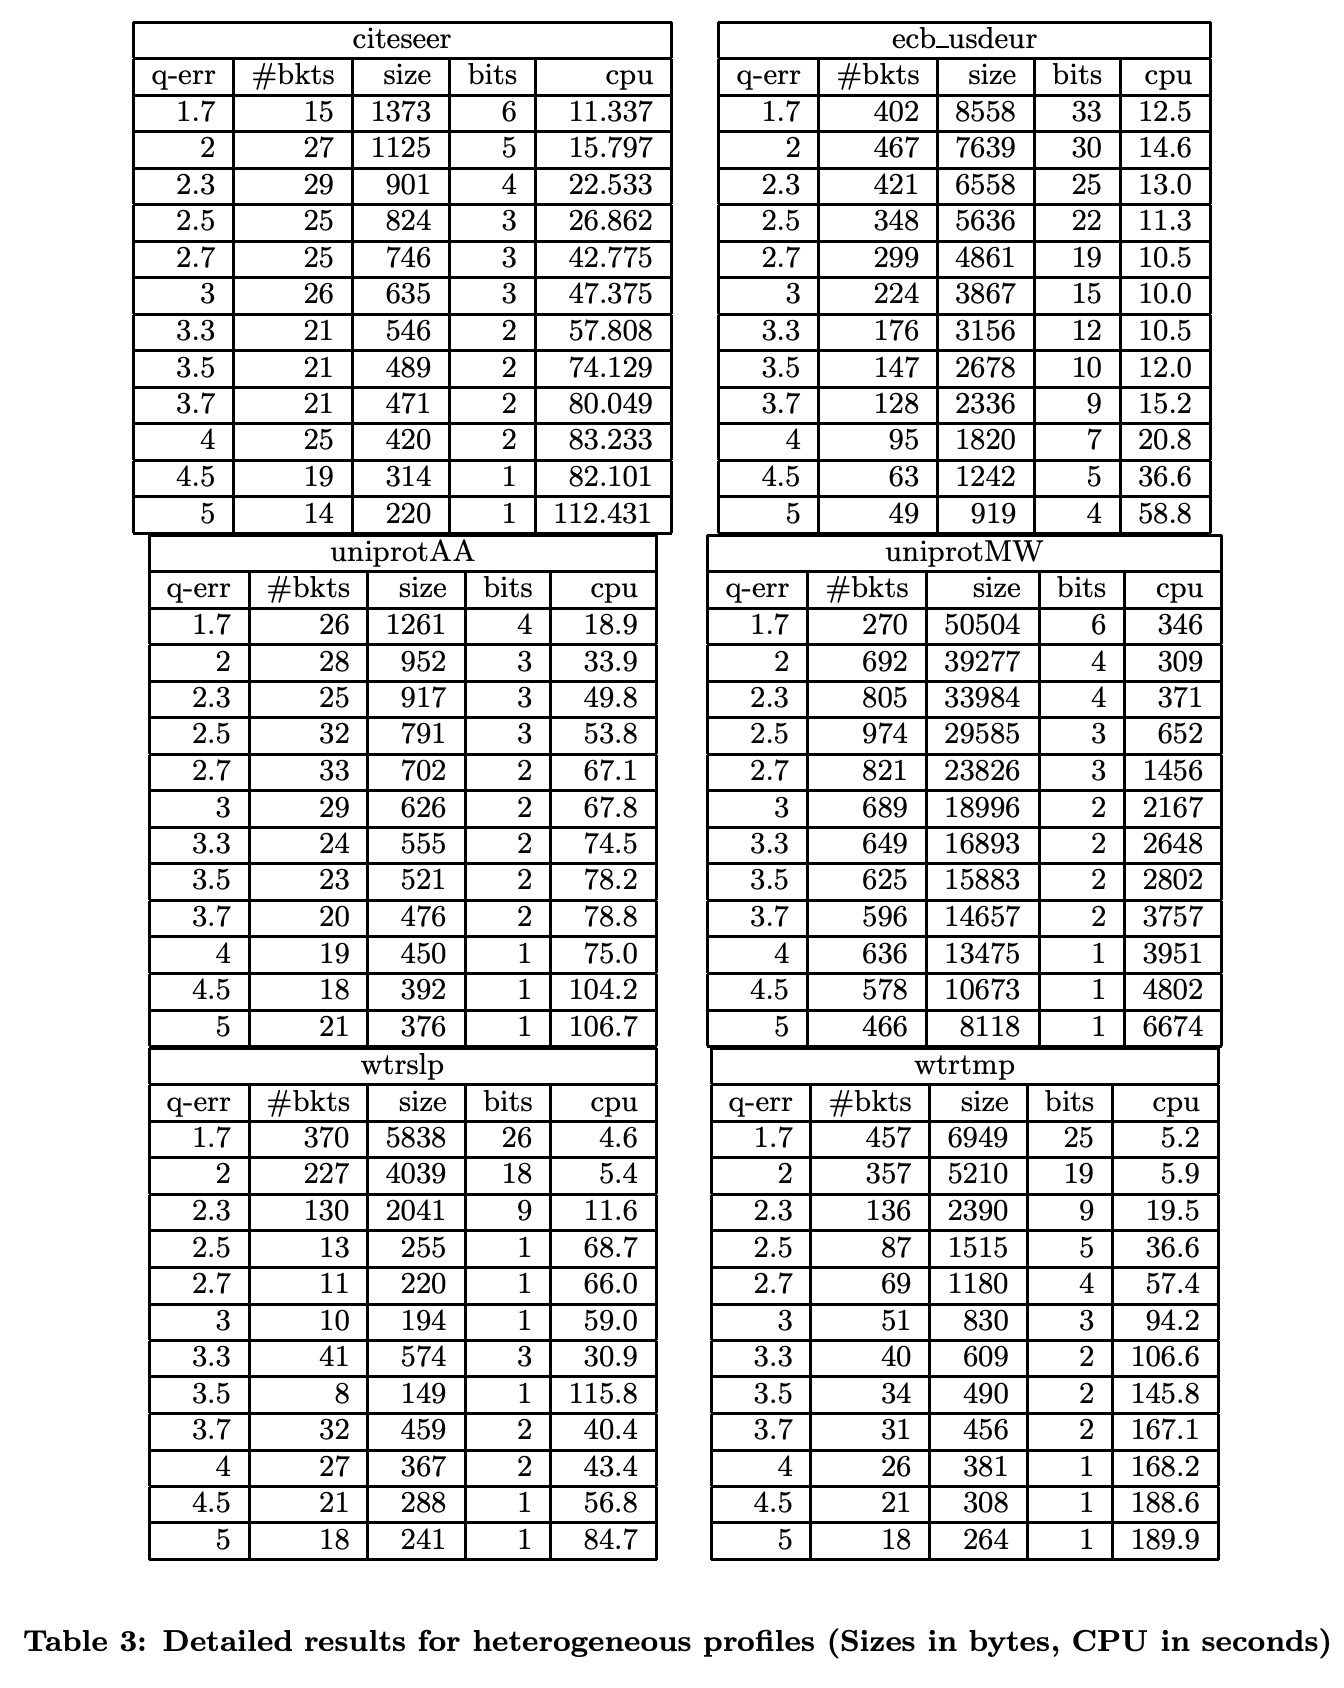 citeseer
q-err #bkts size bits cpu
1.7 15 1373 6 11.337
2 27 1125 5 15.797
2.3 29 901 4 22.533
2.5 25 824 3 26.862
2.7 25 746 3 42.775
3 26 635 3 47.375
3.3 21 546 2 57.808
3.5 21 489 2 74.129
3.7 21 471 2 80.049
4 25 420 2 83.233
4.5 19 314 1 82.101
5 14 220 1 112.431
ecb_usdeur
q-err #bkts size bits cpu
1.7 402 8558 33 12.5
2 467 7639 30 14.6
2.3 421 6558 25 13.0
2.5 348 5636 22 11.3
2.7 299 4861 19 10.5
3 224 3867 15 10.0
3.3 176 3156 12 10.5
3.5 147 2678 10 12.0
3.7 128 2336 9 15.2
4 95 1820 7 20.8
4.5 63 1242 5 36.6
5 49 919 4 58.8
uniprotAA
q-err #bkts size bits cpu
1.7 26 1261 4 18.9
2 28 952 3 33.9
2.3 25 917 3 49.8
2.5 32 791 3 53.8
2.7 33 702 2 67.1
3 29 626 2 67.8
3.3 24 555 2 74.5
3.5 23 521 2 78.2
3.7 20 476 2 78.8
4 19 450 1 75.0
4.5 18 392 1 104.2
5 21 376 1 106.7
uniprotMW
q-err #bkts size bits cpu
1.7 270 50504 6 346
2 692 39277 4 309
2.3 805 33984 4 371
2.5 974 29585 3 652
2.7 821 23826 3 1456
3 689 18996 2 2167
3.3 649 16893 2 2648
3.5 625 15883 2 2802
3.7 596 14657 2 3757
4 636 13475 1 3951
4.5 578 10673 1 4802
5 466 8118 1 6674
wtrslp
q-err #bkts size bits cpu
1.7 370 5838 26 4.6
2 227 4039 18 5.4
2.3 130 2041 9 11.6
2.5 13 255 1 68.7
2.7 11 220 1 66.0
3 10 194 1 59.0
3.3 41 574 3 30.9
3.5 8 149 1 115.8
3.7 32 459 2 40.4
4 27 367 2 43.4
4.5 21 288 1 56.8
5 18 241 1 84.7
wtrtmp
q-err #bkts size bits cpu
1.7 457 6949 25 5.2
2 357 5210 19 5.9
2.3 136 2390 9 19.5
2.5 87 1515 5 36.6
2.7 69 1180 4 57.4
3 51 830 3 94.2
3.3 40 609 2 106.6
3.5 34 490 2 145.8
3.7 31 456 2 167.1
4 26 381 1 168.2
4.5 21 308 1 188.6
5 18 264 1 189.9
Table 3: Detailed results for heterogeneous profiles (Sizes in bytes, CPU in seconds)